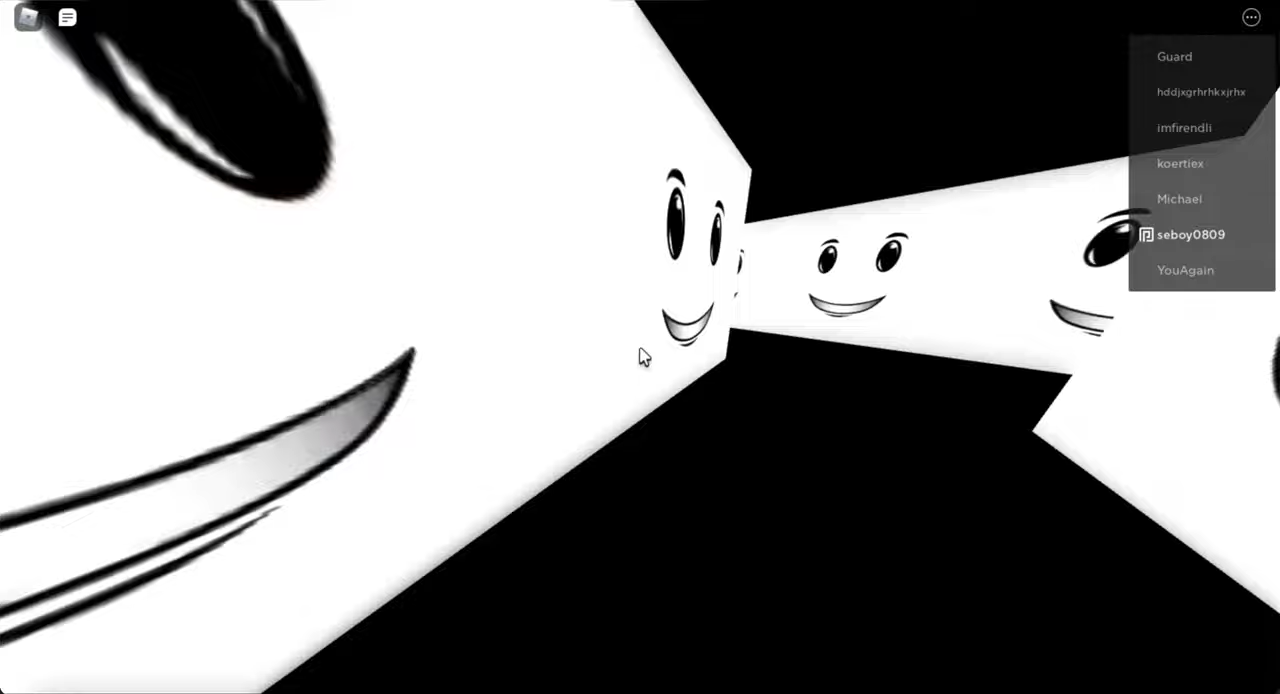 Guard
hddjxgrhrhkxjrhx
imfirendli
koertiex
Michael
seboy0809
YouAgain